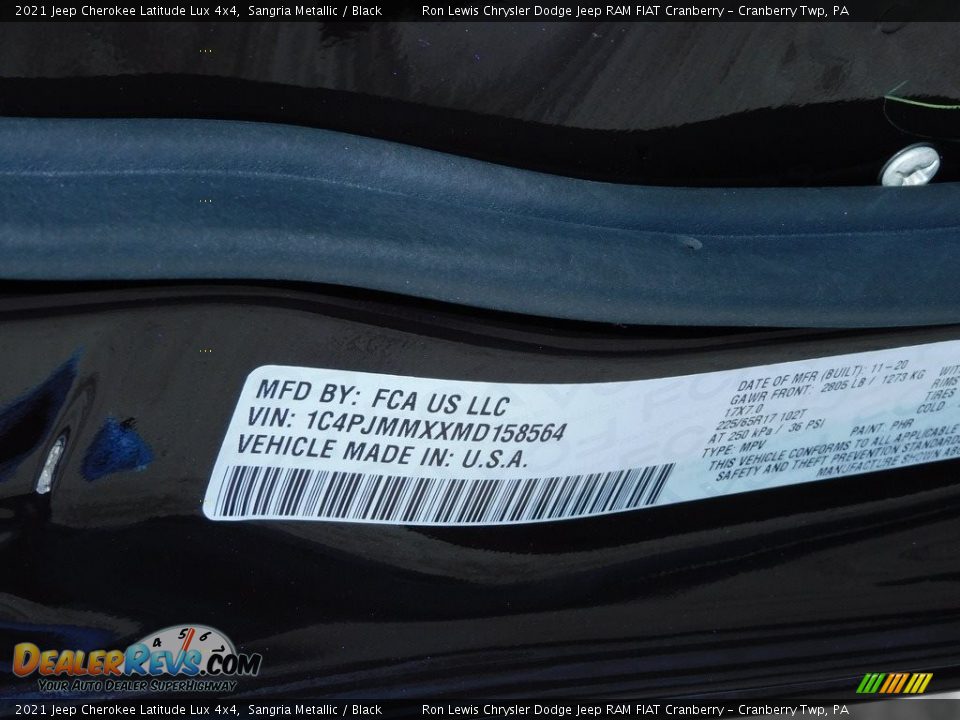 2021 Jeep Cherokee Latitude Lux 4x4, Sangria Metallic / Black Ron Lewis Chrysler Dodge Jeep RAM FIAT Cranberry – Cranberry Twp, PA
MFD BY: FCA US LLC
VIN: 1C4PJMMXXMD158564
VEHICLE MADE IN: U.S.A.
DATE OF MFR (BUILT): 11-20
GAWR FRONT: 2805 LB / 1273 KG WITH
17X7.0 RIMS
225/65R17 102T TIRES
AT 250 kPa / 36 PSI COLD
TYPE: MPV PAINT: PHR
THIS VEHICLE CONFORMS TO ALL APPLICABLE
SAFETY AND THEFT PREVENTION STANDARDS
MANUFACTURE SHOWN
4 5 6
DEALERREVS.COM
YOUR AUTO DEALER SUPERHIGHWAY
2021 Jeep Cherokee Latitude Lux 4x4, Sangria Metallic / Black Ron Lewis Chrysler Dodge Jeep RAM FIAT Cranberry – Cranberry Twp, PA